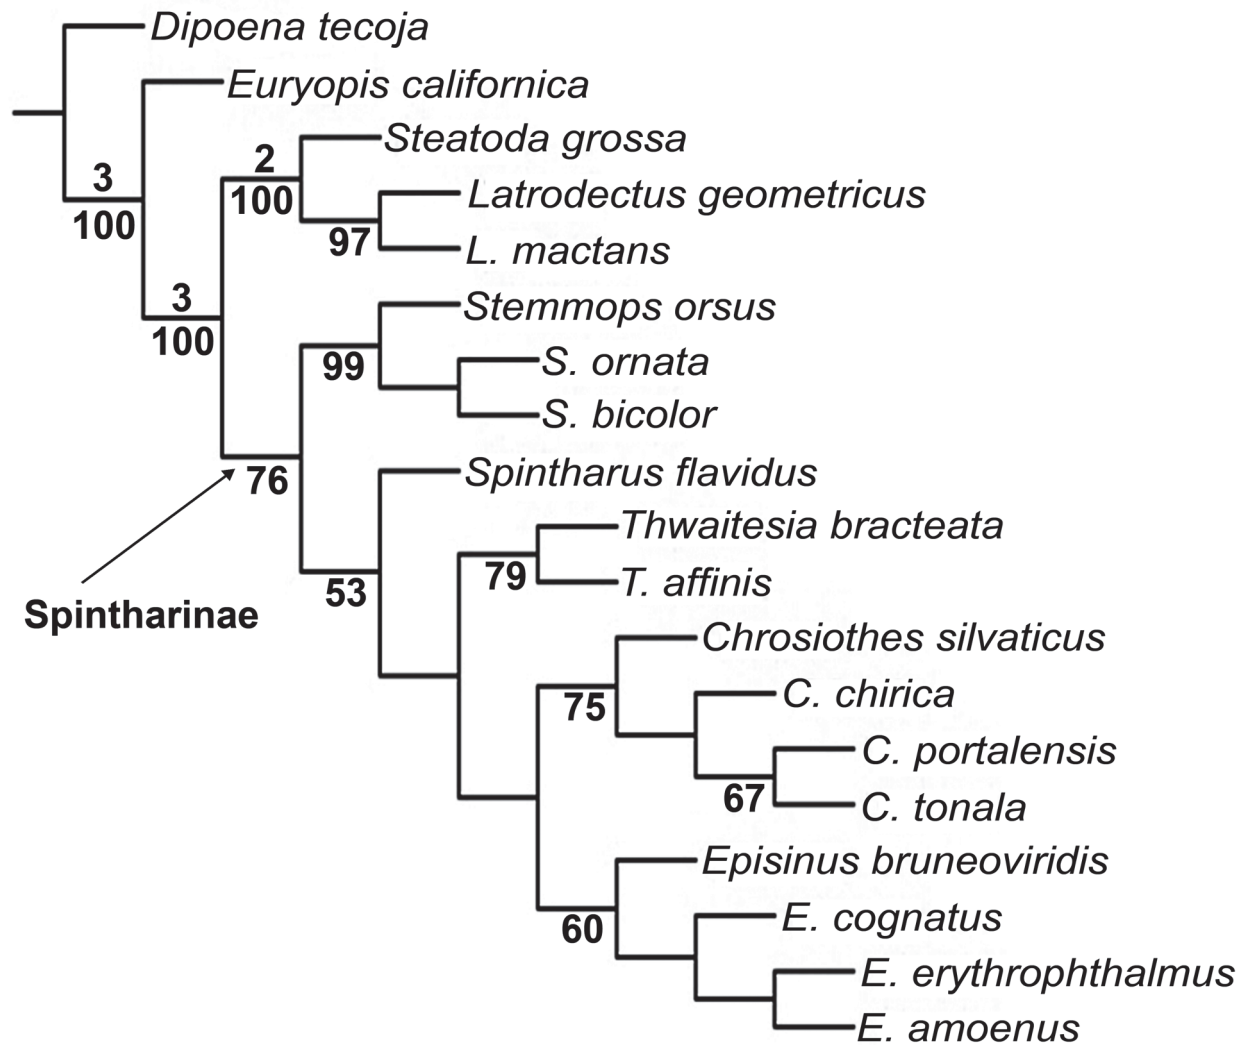 Dipoena tecoja
Euryopis californica
Steatoda grossa
3
2
100
100
Latrodectus geometricus
97
L. mactans
3
100
Stemmops orsus
99
S. ornata
S. bicolor
76
Spintharus flavidus
Thwaitesia bracteata
79
T. affinis
53
Spintharinae
Chrosiothes silvaticus
75
C. chirica
C. portalensis
67
C. tonala
Episinus bruneoviridis
60
E. cognatus
E. erythrophthalmus
E. amoenus